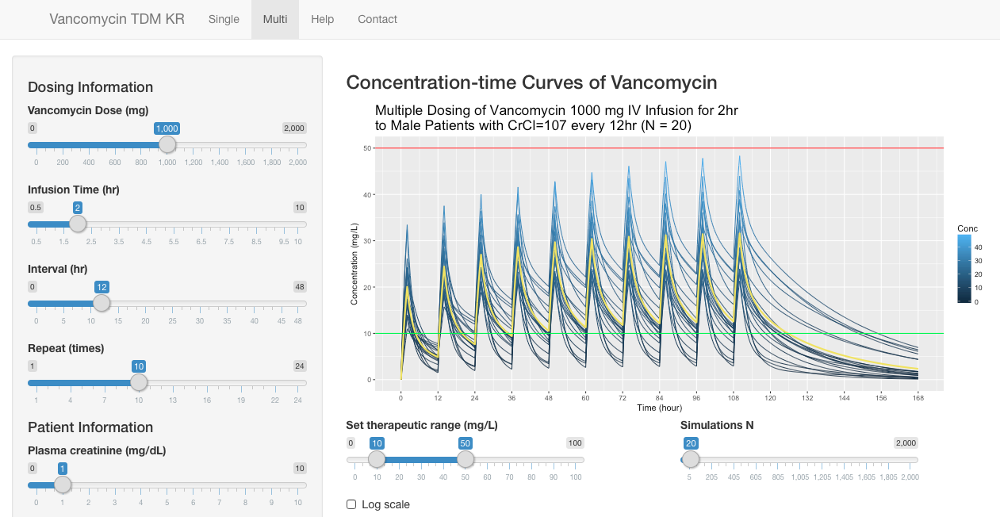 Vancomycin TDM KR Single Multi Help Contact
Dosing Information
Vancomycin Dose (mg)
0 1,000 2,000
0 200 400 600 800 1,000 1,200 1,400 1,600 1,800 2,000
Infusion Time (hr)
0.5 2 10
0.5 1.5 2.5 3.5 4.5 5.5 6.5 7.5 8.5 9.5 10
Interval (hr)
0 12 48
0 5 10 15 20 25 30 35 40 45 48
Repeat (times)
1 10 24
1 4 7 10 13 16 19 22 24
Patient Information
Plasma creatinine (mg/dL)
0 1 10
0 1 2 3 4 5 6 7 8 9 10
Concentration-time Curves of Vancomycin
Multiple Dosing of Vancomycin 1000 mg IV Infusion for 2hr
to Male Patients with CrCl=107 every 12hr (N = 20)
Concentration (mg/L)
50
40
30
20
10
0
0 12 24 36 48 60 72 84 96 108 120 132 144 156 168
Time (hour)
Conc
40
30
20
10
0
Set therapeutic range (mg/L)
0 10 50 100
0 10 20 30 40 50 60 70 80 90 100
Simulations N
20 2,000
5 205 405 605 805 1,005 1,205 1,405 1,605 1,805 2,000
Log scale